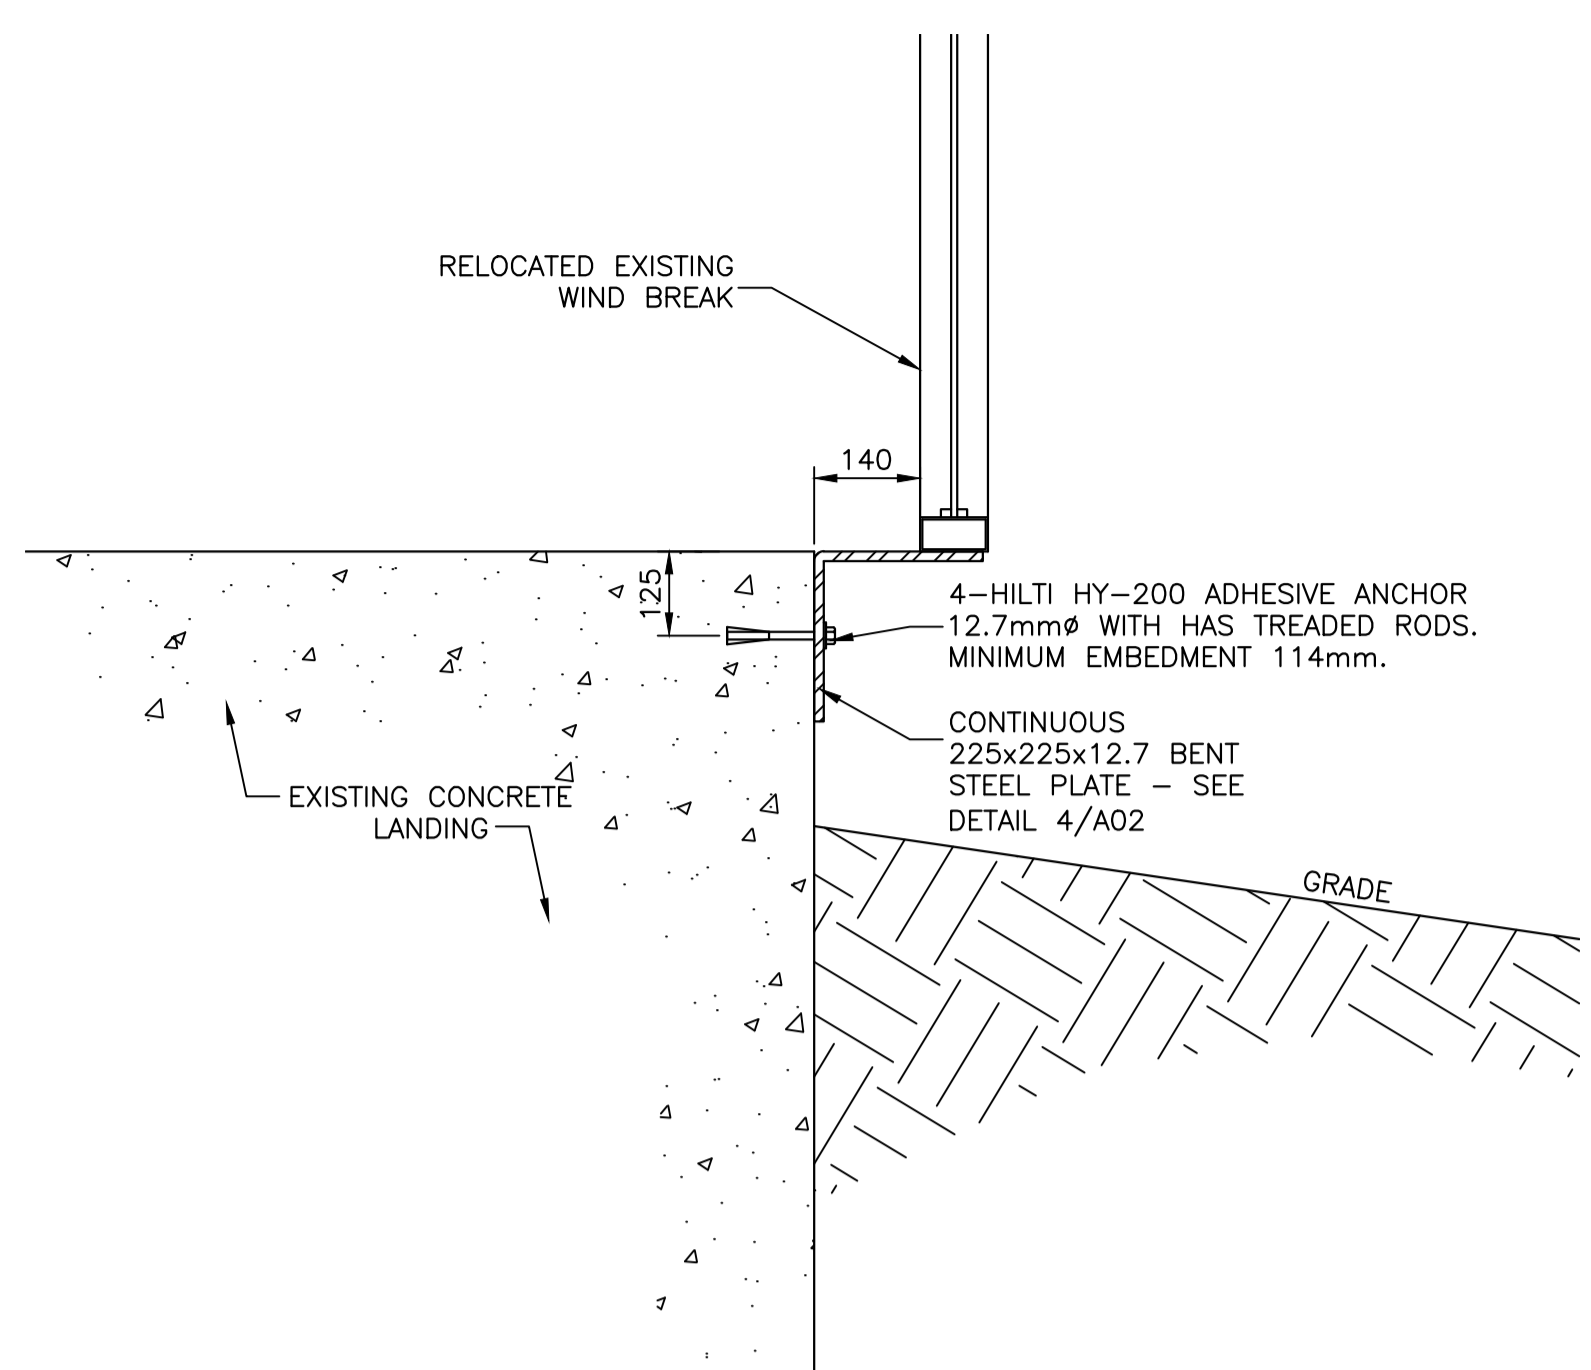 RELOCATED EXISTING
WIND BREAK
140
125
4-HILTI HY-200 ADHESIVE ANCHOR
12.7mmø WITH HAS TREADED RODS.
MINIMUM EMBEDMENT 114mm.
CONTINUOUS
225x225x12.7 BENT
STEEL PLATE - SEE
DETAIL 4/A02
EXISTING CONCRETE
LANDING
GRADE